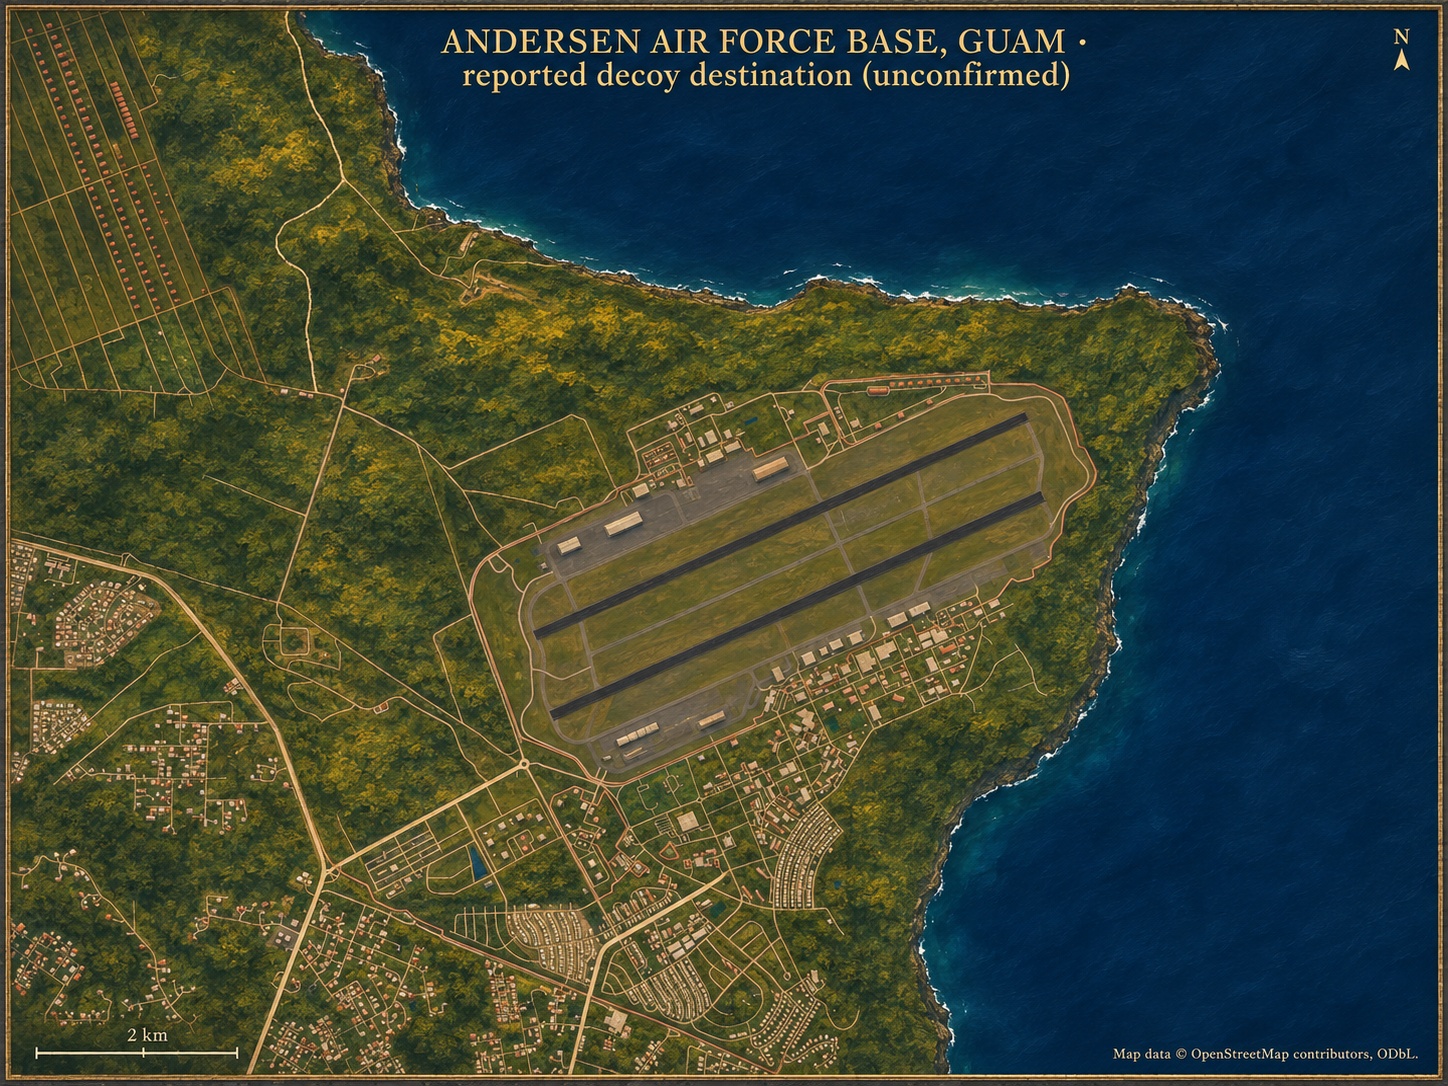 ANDERSEN AIR FORCE BASE, GUAM •
reported decoy destination (unconfirmed)
N
2 km
Map data © OpenStreetMap contributors, ODbL.